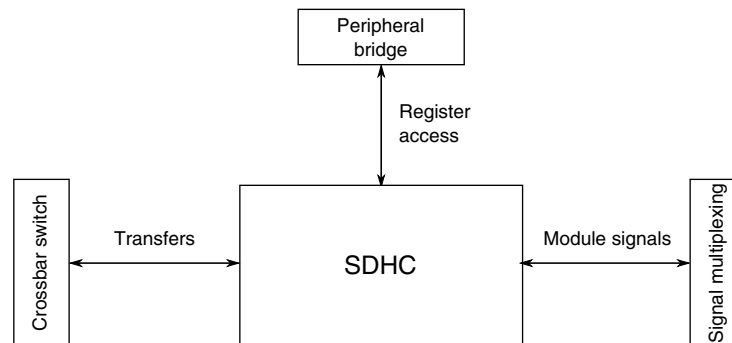 Peripheral
bridge
Register
access
Crossbar switch
Transfers
SDHC
Module signals
Signal multiplexing